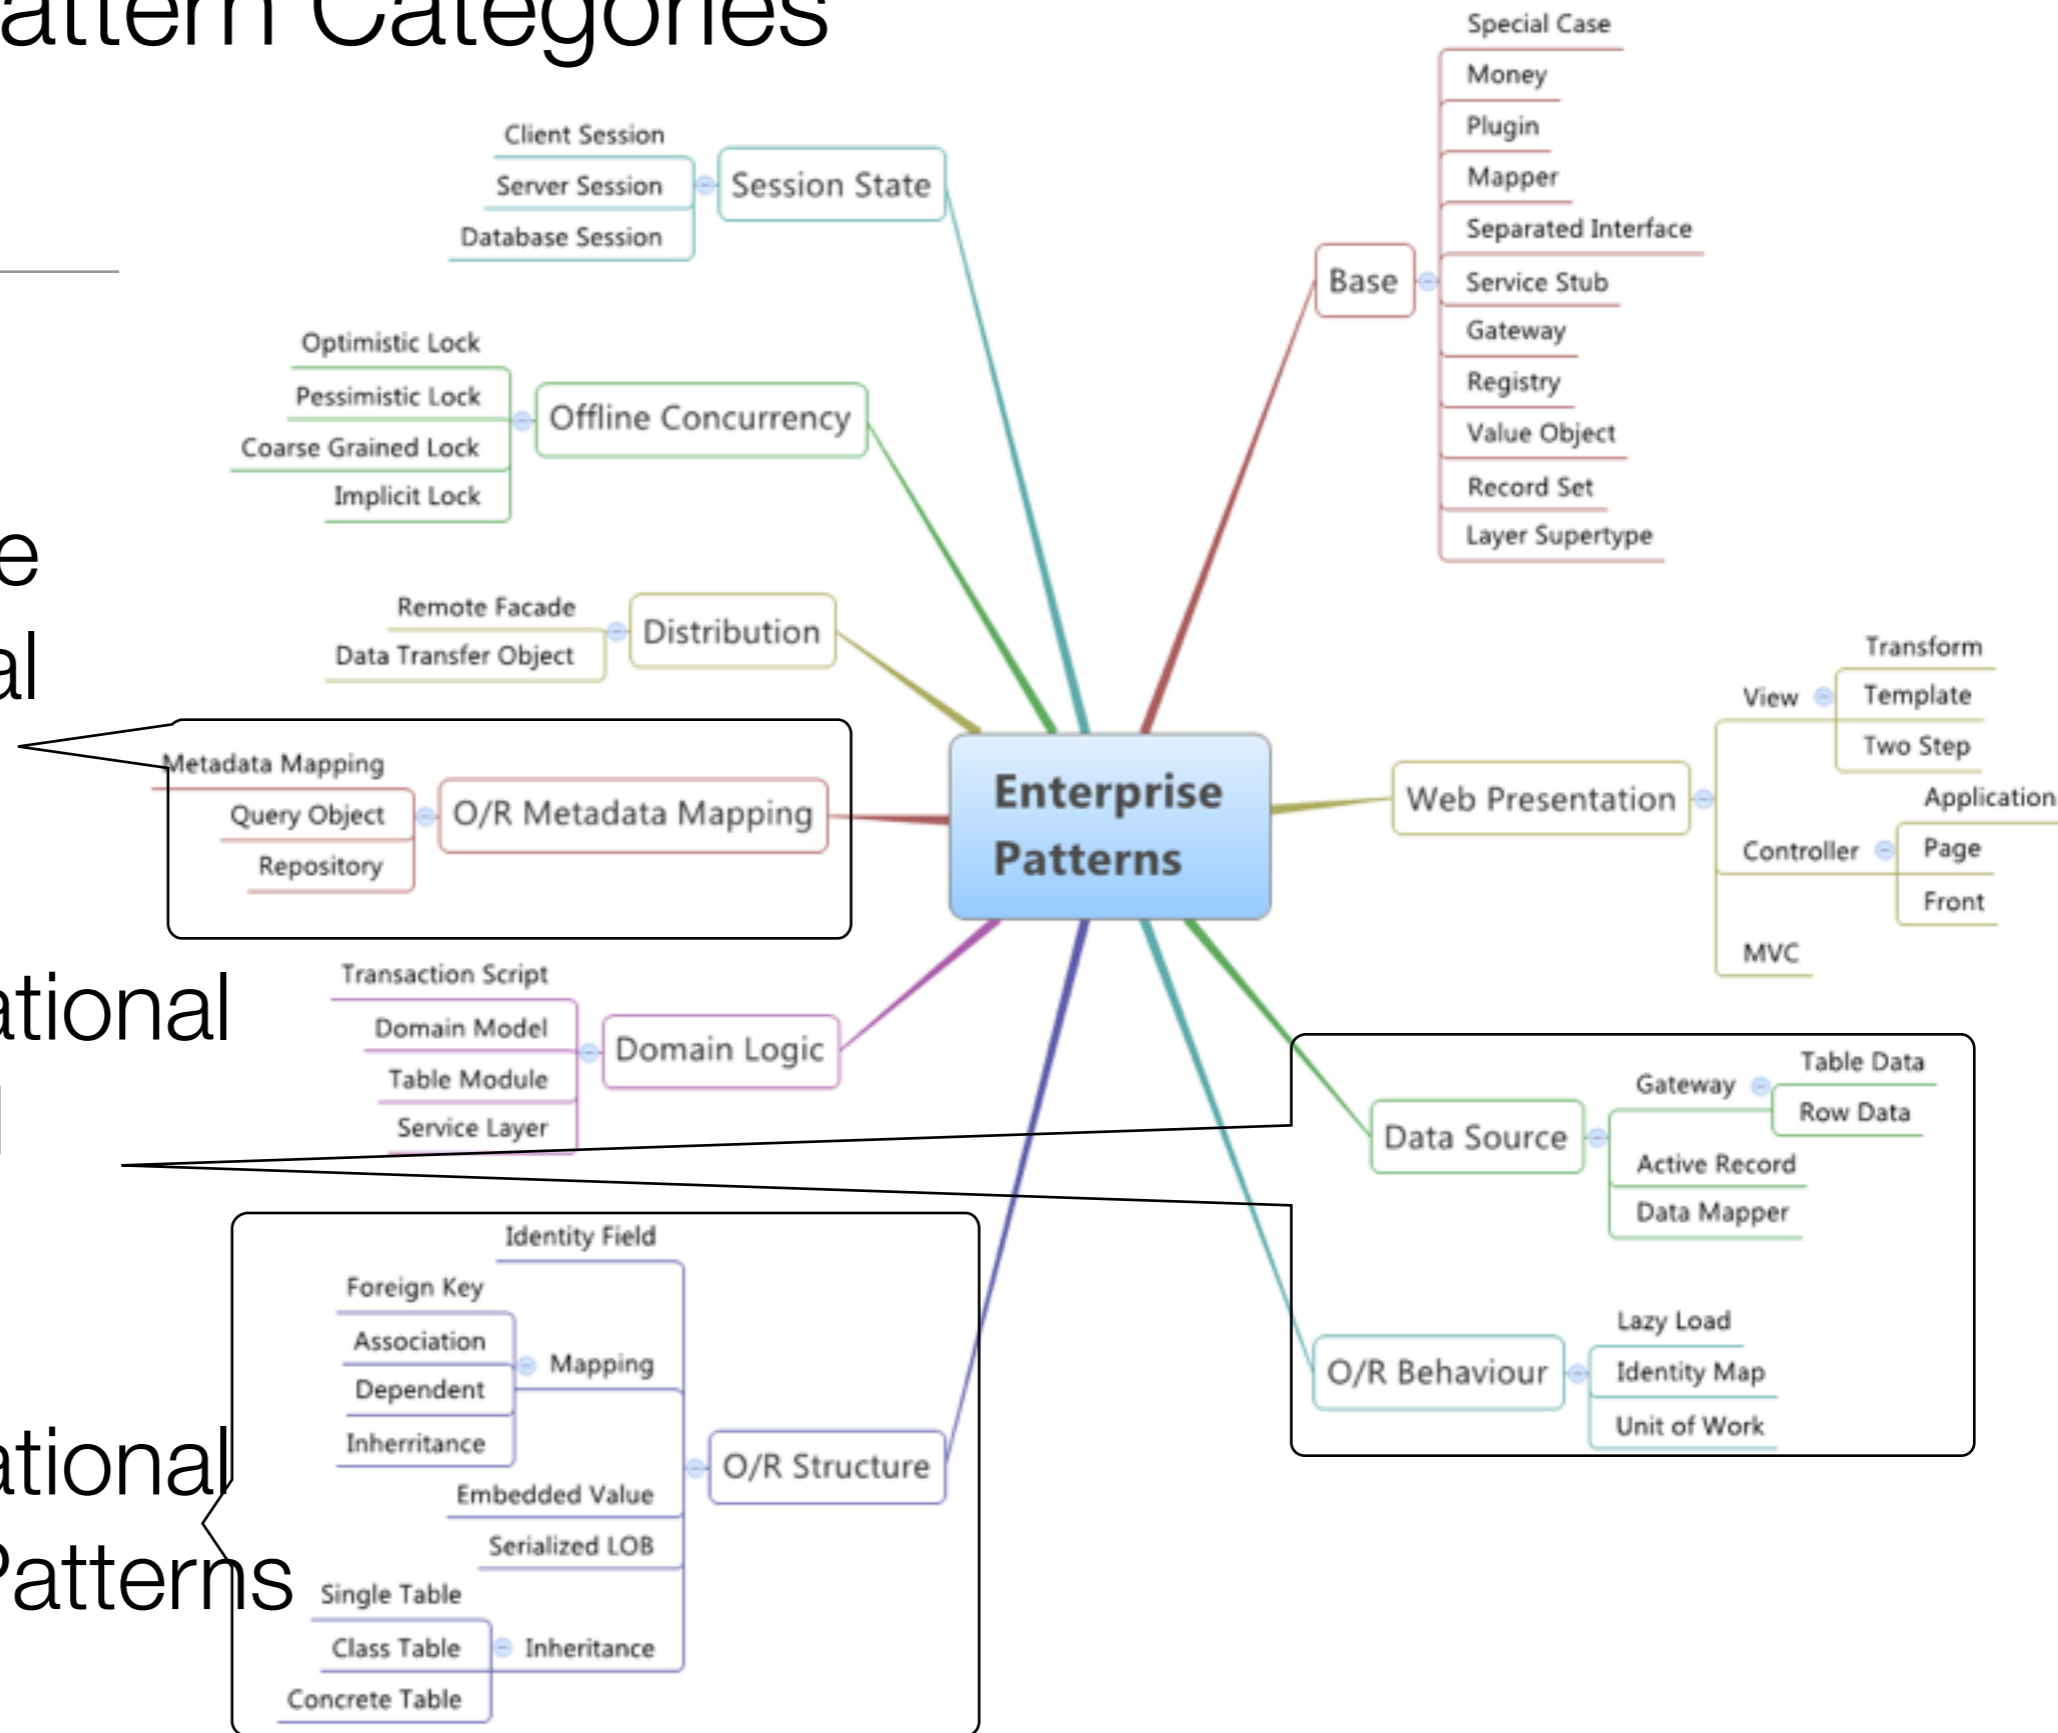 attern Categories
e
al
ational
ational
Patterns
Enterprise
Patterns
Session State
Client Session
Server Session
Database Session
Offline Concurrency
Optimistic Lock
Pessimistic Lock
Coarse Grained Lock
Implicit Lock
Distribution
Remote Facade
Data Transfer Object
O/R Metadata Mapping
Metadata Mapping
Query Object
Repository
Domain Logic
Transaction Script
Domain Model
Table Module
Service Layer
O/R Structure
Identity Field
Mapping
Foreign Key
Association
Dependent
Inherritance
Embedded Value
Serialized LOB
Inheritance
Single Table
Class Table
Concrete Table
Base
Special Case
Money
Plugin
Mapper
Separated Interface
Service Stub
Gateway
Registry
Value Object
Record Set
Layer Supertype
Web Presentation
View
Transform
Template
Two Step
Controller
Application
Page
Front
MVC
Data Source
Gateway
Table Data
Row Data
Active Record
Data Mapper
O/R Behaviour
Lazy Load
Identity Map
Unit of Work